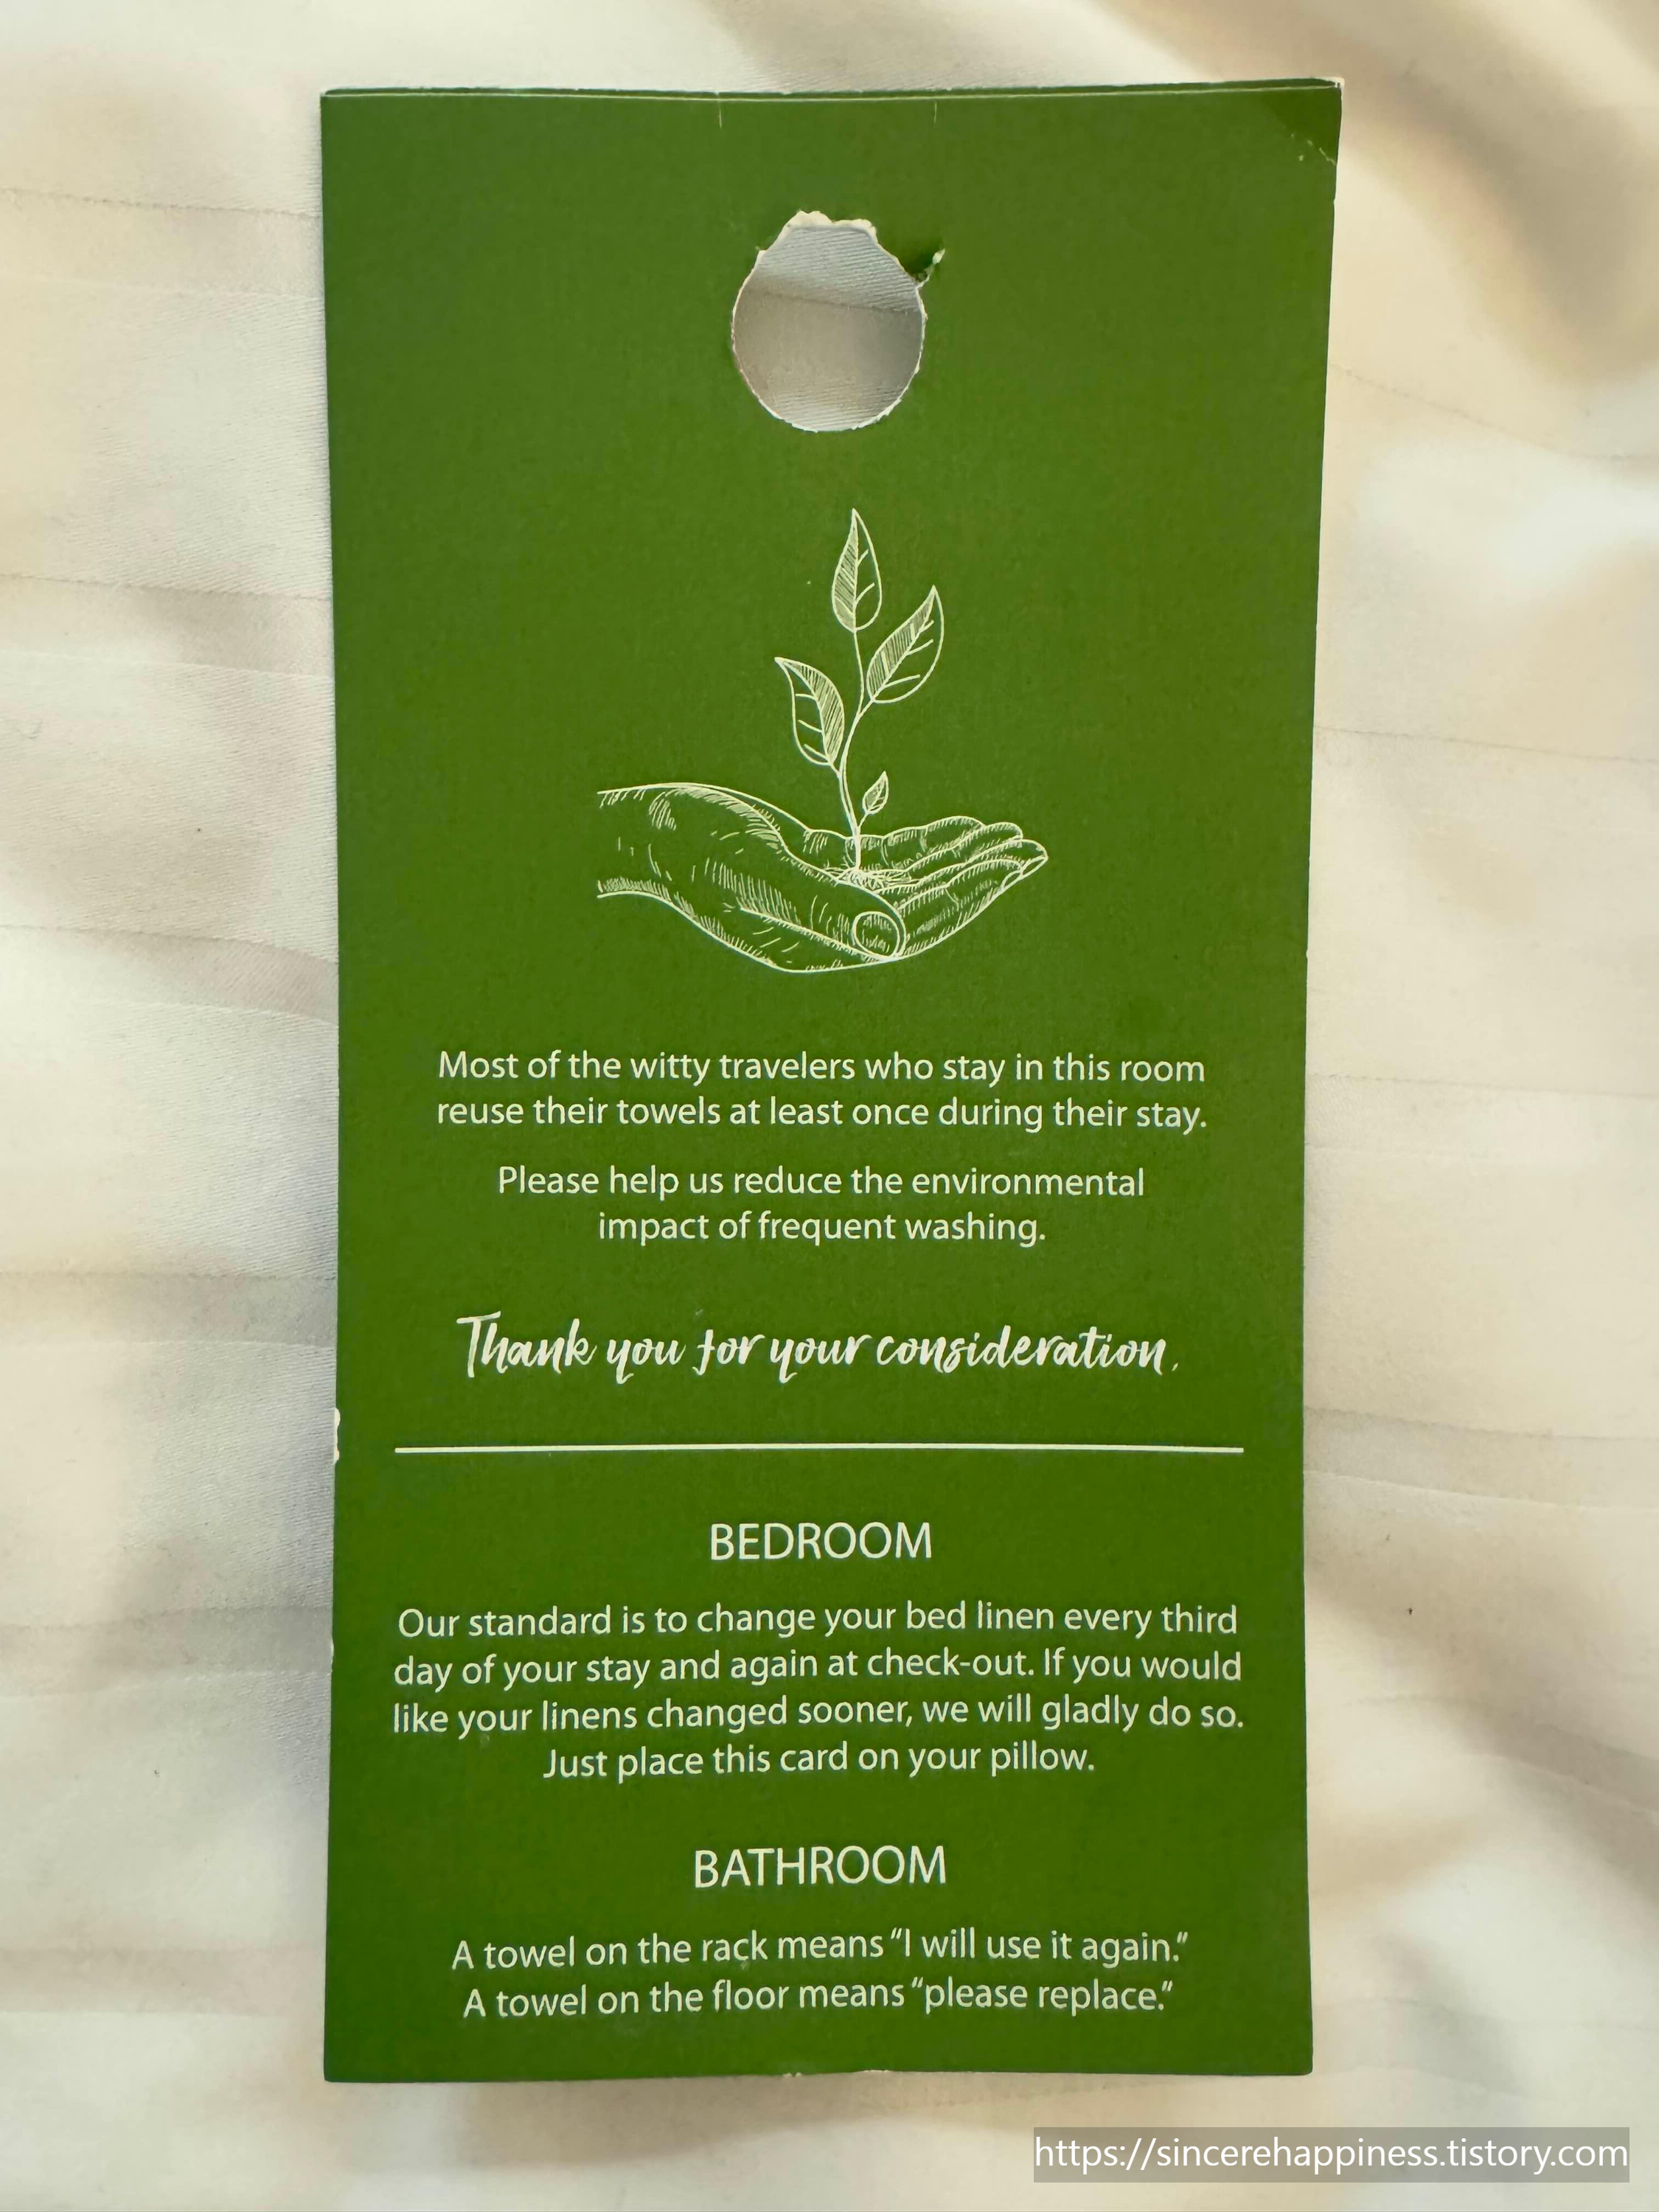 Most of the witty travelers who stay in this room
reuse their towels at least once during their stay.
Please help us reduce the environmental
impact of frequent washing.
Thank you for your consideration.
BEDROOM
Our standard is to change your bed linen every third
day of your stay and again at check-out. If you would
like your linens changed sooner, we will gladly do so.
Just place this card on your pillow.
BATHROOM
A towel on the rack means “I will use it again.”
A towel on the floor means “please replace.”
https://sincerehappiness.tistory.com